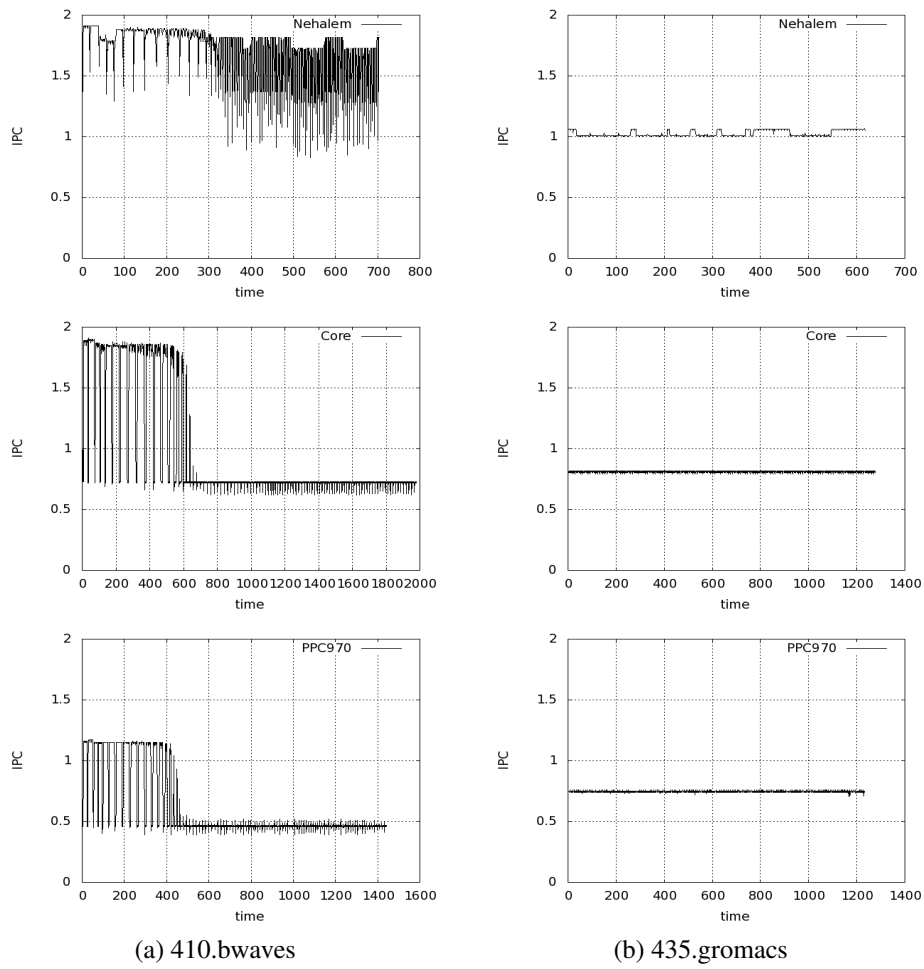 Nehalem
2
1.5
1
0.5
0
IPC
0 100 200 300 400 500 600 700 800
time
Nehalem
2
1.5
1
0.5
0
IPC
0 100 200 300 400 500 600 700
time
Core
2
1.5
1
0.5
0
IPC
0 200 400 600 800 1000 1200 1400 1600 1800 2000
time
Core
2
1.5
1
0.5
0
IPC
0 200 400 600 800 1000 1200 1400
time
PPC970
2
1.5
1
0.5
0
IPC
0 200 400 600 800 1000 1200 1400 1600
time
PPC970
2
1.5
1
0.5
0
IPC
0 200 400 600 800 1000 1200 1400
time
(a) 410.bwaves
(b) 435.gromacs